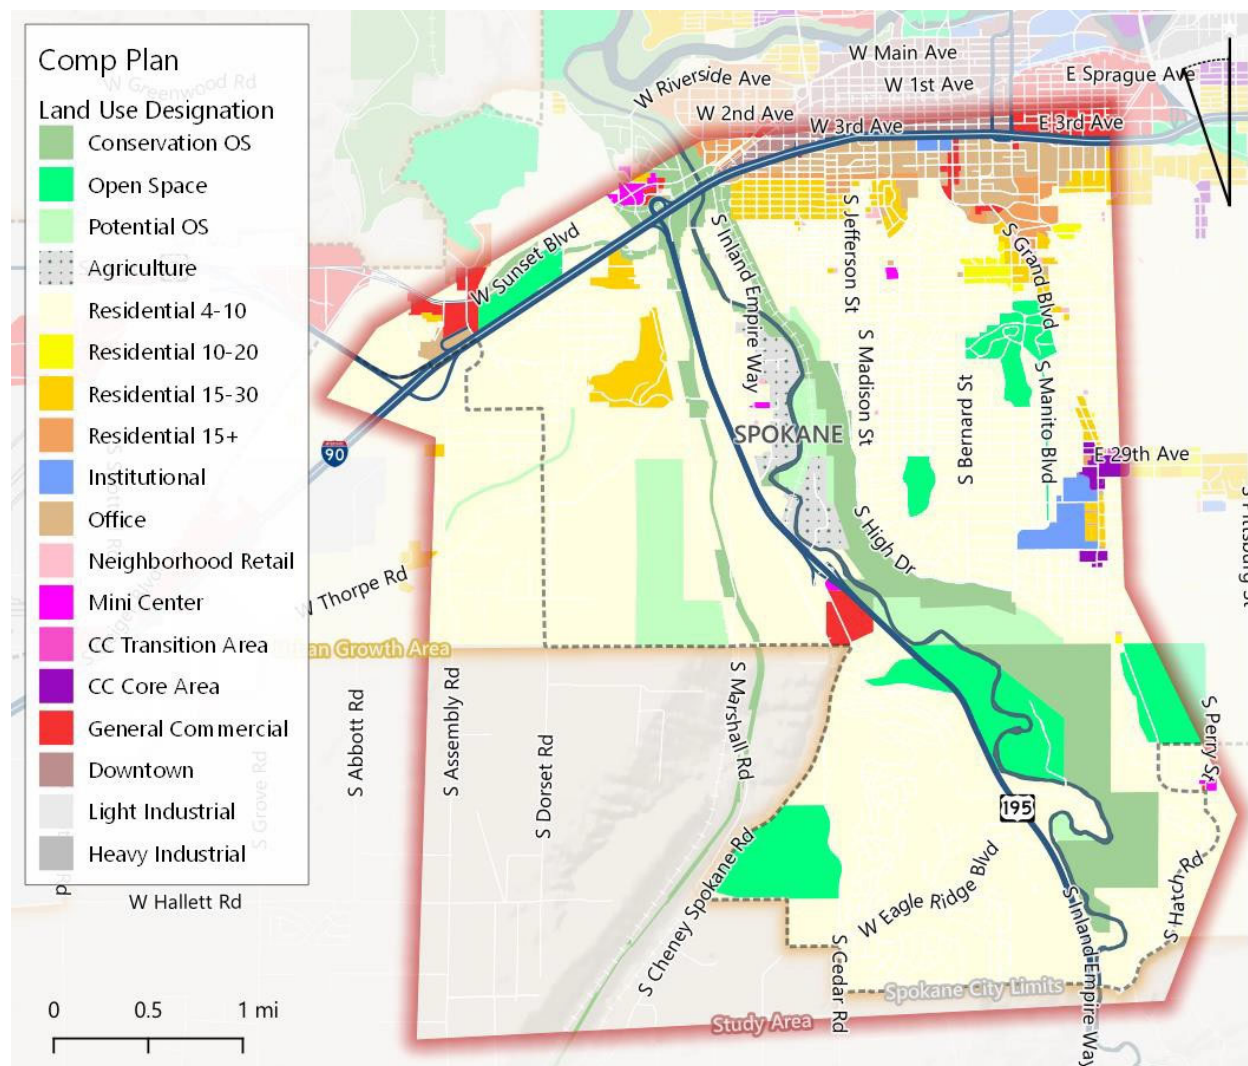 Comp Plan
Land Use Designation
Conservation OS
Open Space
Potential OS
Agriculture
Residential 4-10
Residential 10-20
Residential 15-30
Residential 15+
Institutional
Office
Neighborhood Retail
Mini Center
CC Transition Area
CC Core Area
General Commercial
Downtown
Light Industrial
Heavy Industrial
W Greenwood Rd
W Main Ave
W Riverside Ave
W 1st Ave
E Sprague Ave
W 2nd Ave
W 3rd Ave
E 3rd Ave
W Sunset Blvd
S Inland Empire Way
S Jefferson St
S Grand Blvd
S Madison St
S Bernard St
S Manito Blvd
SPOKANE
90
E 29th Ave
S High Dr
W Thorpe Rd
Growth Area
S Abbott Rd
S Assembly Rd
S Dorset Rd
S Marshall Rd
S Grove Rd
S Perry St
195
S Cheney Spokane Rd
W Eagle Ridge Blvd
S Hatch Rd
S Inland Empire Way
W Hallett Rd
S Cedar Rd
Spokane City Limits
Study Area
0 0.5 1 mi